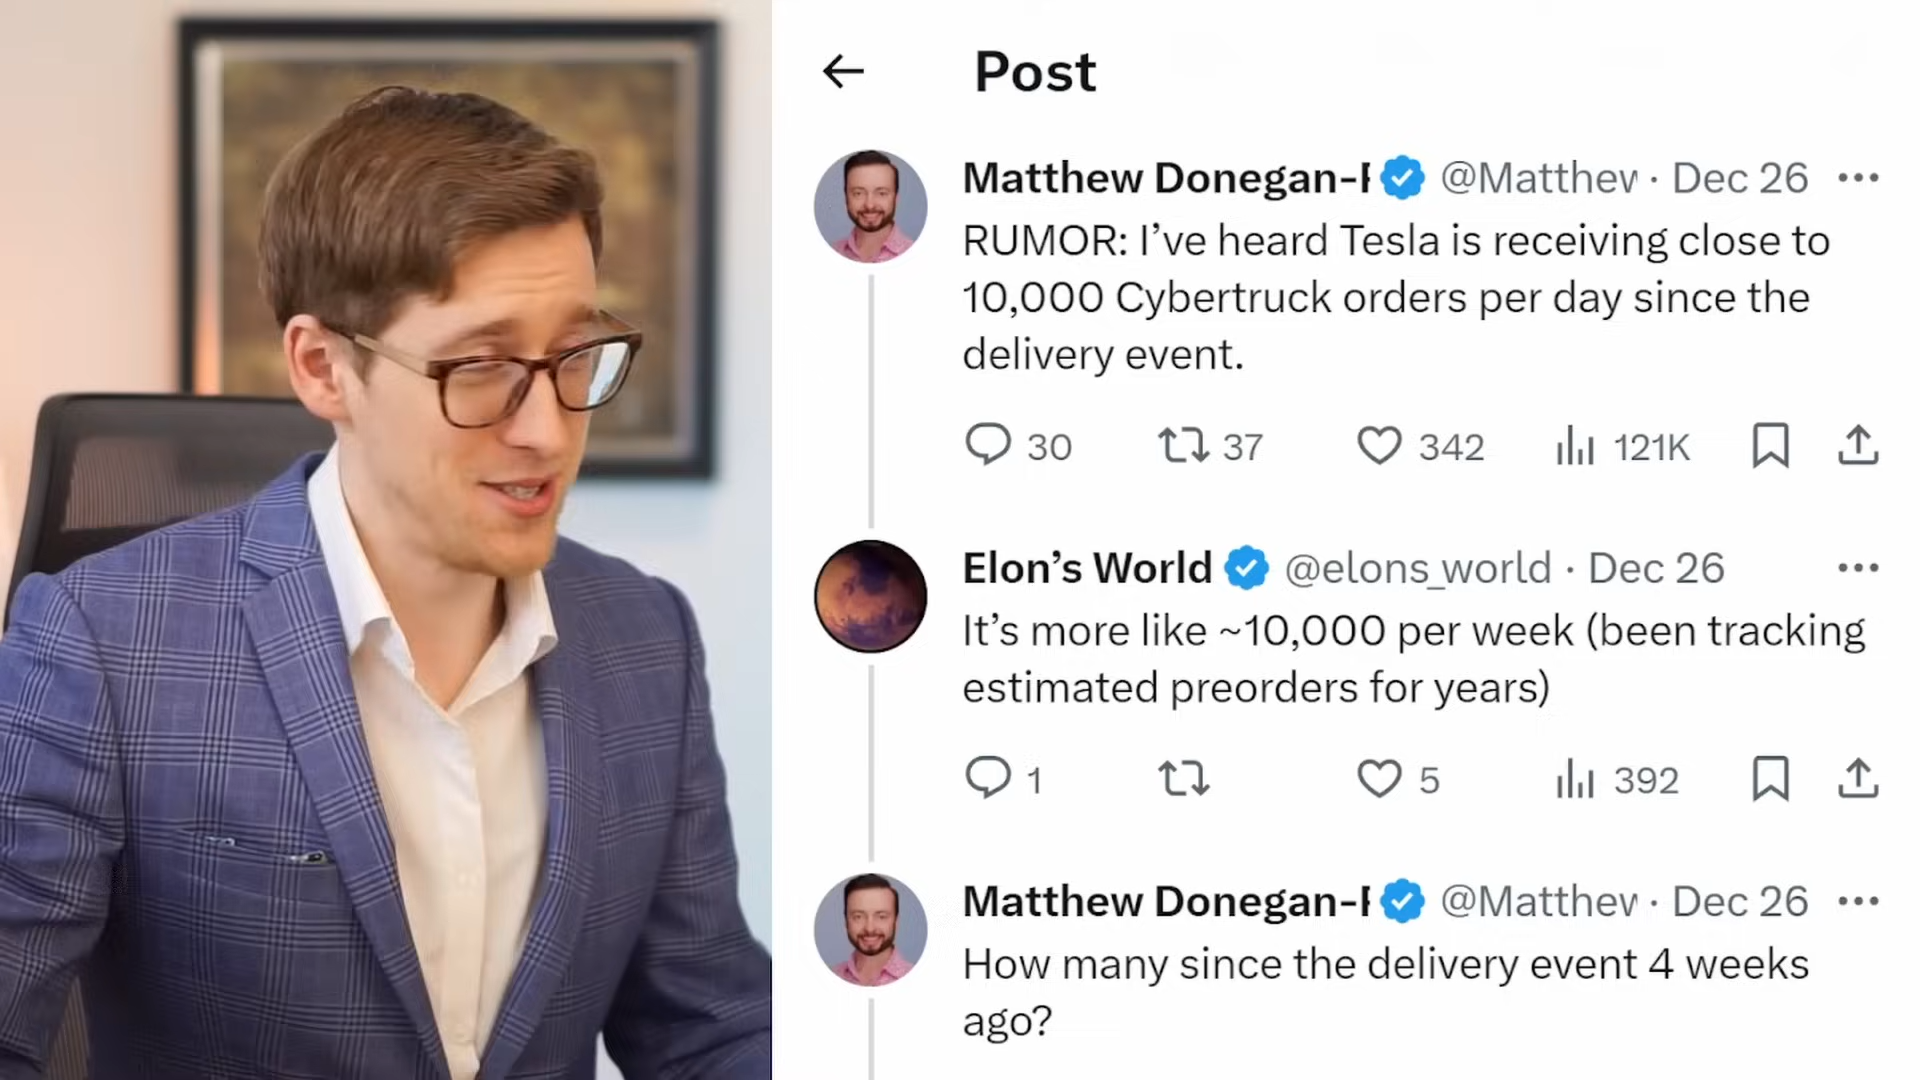 Post
Matthew Donegan- @Matthew · Dec 26
RUMOR: I’ve heard Tesla is receiving close to
10,000 Cybertruck orders per day since the
delivery event.
30 37 342 121K
Elon’s World @elons_world · Dec 26
It’s more like ~10,000 per week (been tracking
estimated preorders for years)
1 5 392
Matthew Donegan- @Matthew · Dec 26
How many since the delivery event 4 weeks
ago?